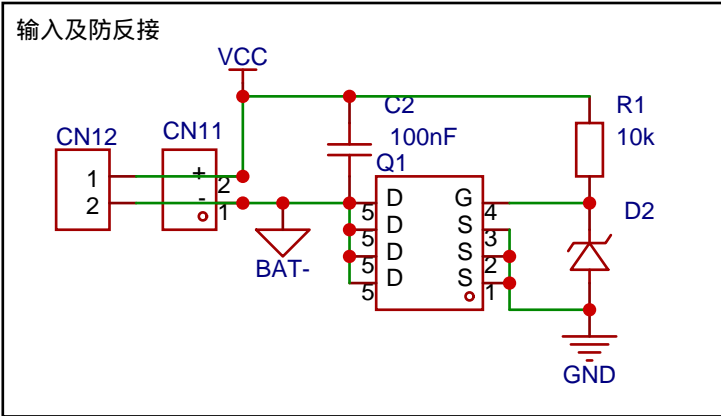 输入及防反接
VCC
C2
100nF
R1
10k
CN12
CN11
Q1
1
2
+
2
-
1
D
5
D
5
D
5
D
5
G
4
S
3
S
2
S
1
D2
BAT-
GND